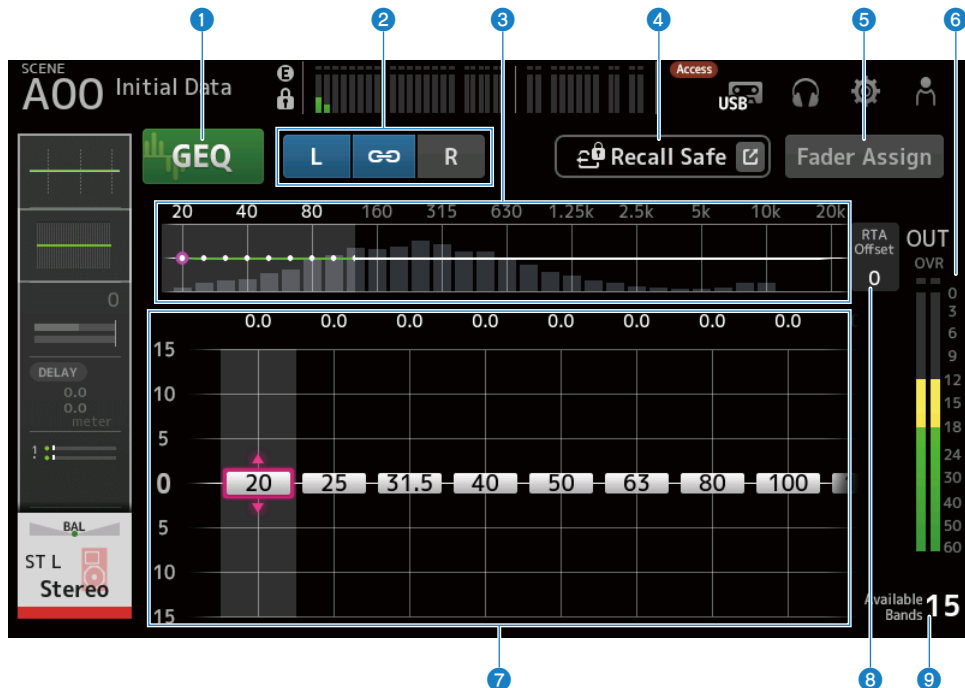 1 2 3 4 5 6
SCENE
A00 Initial Data
E
Access
USB
GEQ
L R
Recall Safe
Fader Assign
20 40 80 160 315 630 1.25k 2.5k 5k 10k 20k
RTA
Offset
0
OUT
OVR
0
3
6
9
12
15
18
24
30
40
50
60
0
DELAY
0.0
0.0
meter
1
BAL
ST L
Stereo
0.0 0.0 0.0 0.0 0.0 0.0 0.0 0.0
15
10
5
0
5
10
15
20 25 31.5 40 50 63 80 100
Available
Bands
15
7 8 9